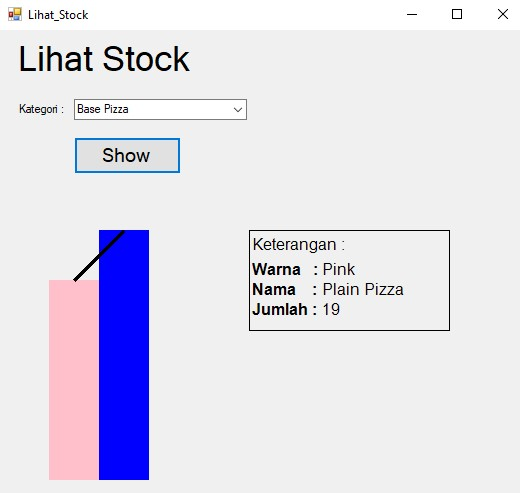 Lihat_Stock
Lihat Stock
Kategori : Base Pizza
Show
Keterangan :
Warna : Pink
Nama : Plain Pizza
Jumlah : 19